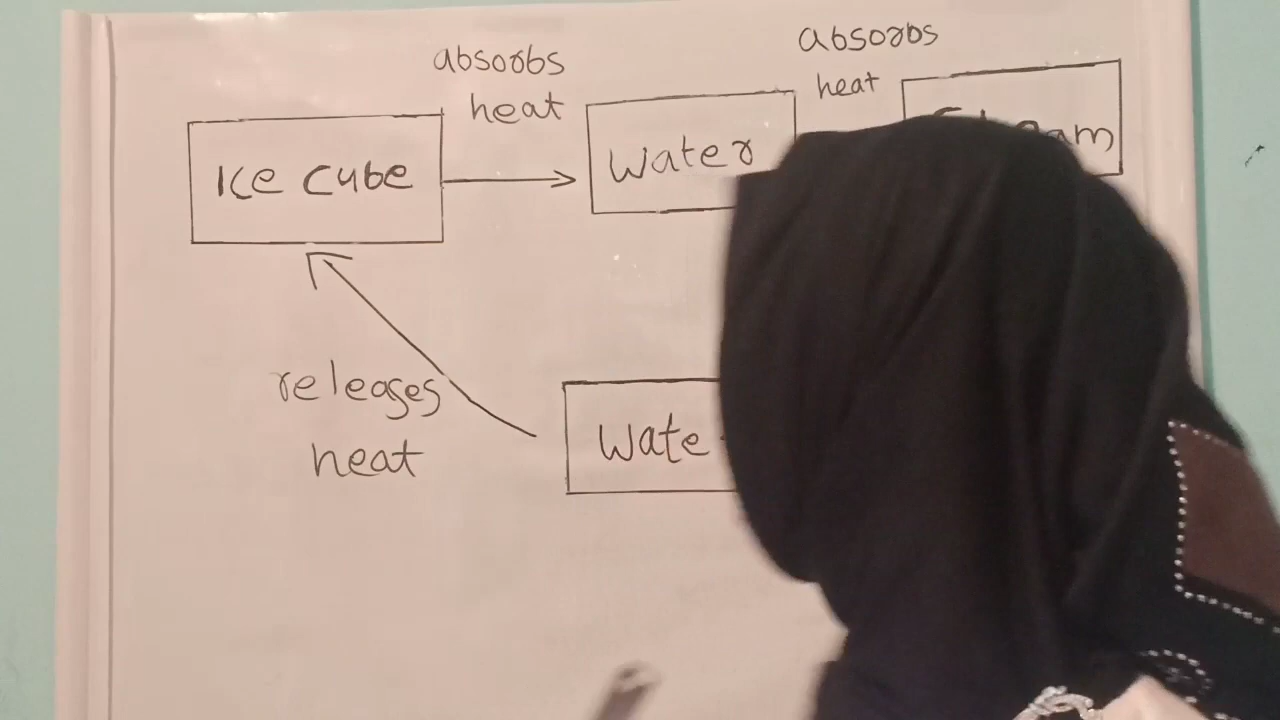 absorbs
heat
absorbs
heat
Ice cube
Water
releases
heat